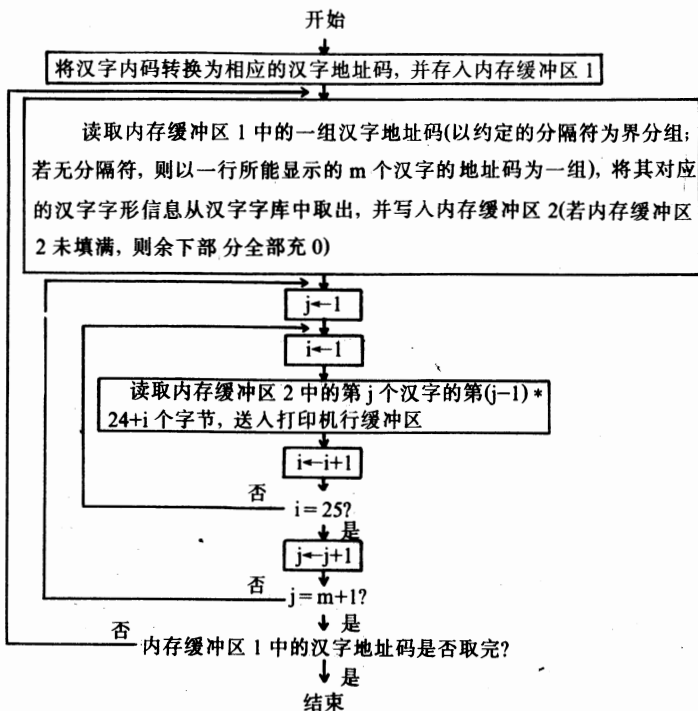 开始
将汉字内码转换为相应的汉字地址码, 并存入内存缓冲区 1
读取内存缓冲区 1 中的一组汉字地址码(以约定的分隔符为界分组;
若无分隔符, 则以一行所能显示的 m 个汉字的地址码为一组), 将其对应
的汉字字形信息从汉字字库中取出, 并写入内存缓冲区 2(若内存缓冲区
2 未填满, 则余下部分全部充 0)
j←1
i←1
读取内存缓冲区 2 中的第 j 个汉字的第(j−1) *
24+i 个字节, 送入打印机行缓冲区
i←i+1
否
i = 25?
是
j←j+1
否
j = m+1?
是
否
内存缓冲区 1 中的汉字地址码是否取完?
是
结束